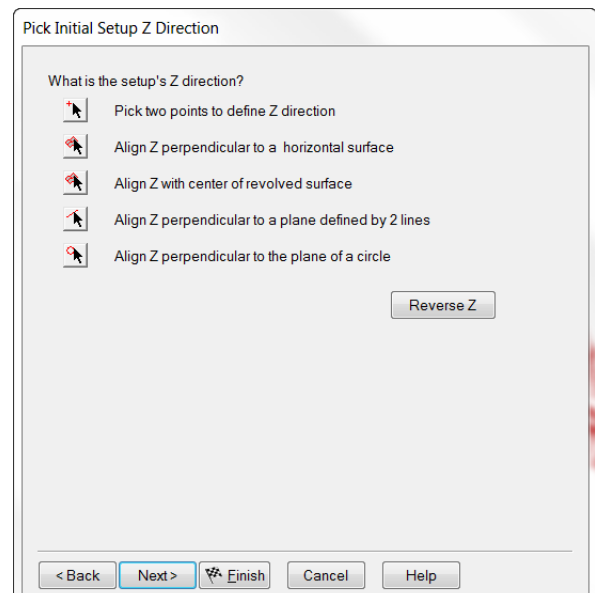 Pick Initial Setup Z Direction
What is the setup's Z direction?
Pick two points to define Z direction
Align Z perpendicular to a horizontal surface
Align Z with center of revolved surface
Align Z perpendicular to a plane defined by 2 lines
Align Z perpendicular to the plane of a circle
Reverse Z
< Back Next > Finish Cancel Help